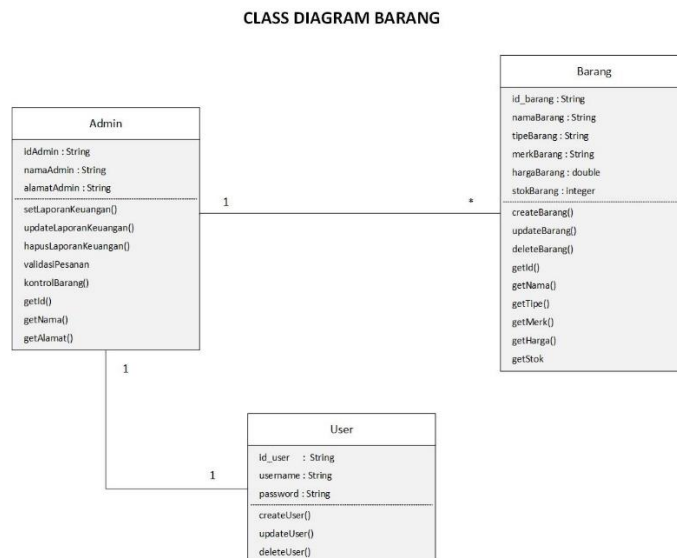 CLASS DIAGRAM BARANG
Admin
idAdmin : String
namaAdmin : String
alamatAdmin : String
setLaporanKeuangan()
updateLaporanKeuangan()
hapusLaporanKeuangan()
validasiPesanan
kontrolBarang()
getId()
getNama()
getAlamat()
1
*
Barang
id_barang : String
namaBarang : String
tipeBarang : String
merkBarang : String
hargaBarang : double
stokBarang : integer
createBarang()
updateBarang()
deleteBarang()
getId()
getNama()
getTipe()
getMerk()
getHarga()
getStok
1
1
User
id_user : String
username : String
password : String
createUser()
updateUser()
deleteUser()